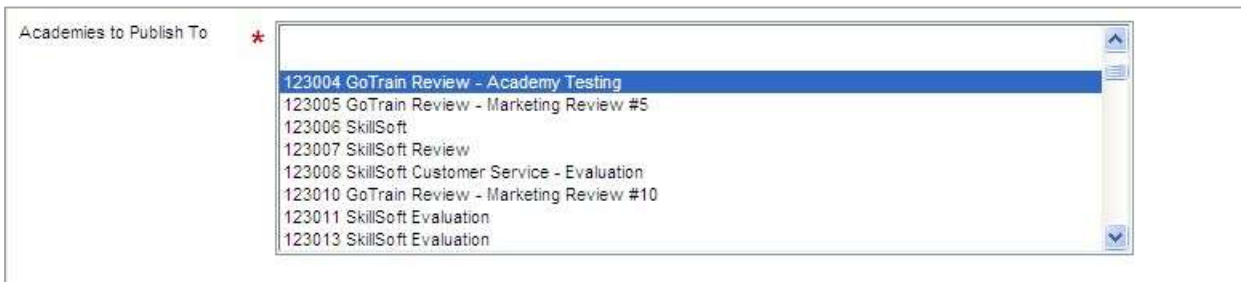 Academies to Publish To *
123004 GoTrain Review - Academy Testing
123005 GoTrain Review - Marketing Review #5
123006 SkillSoft
123007 SkillSoft Review
123008 SkillSoft Customer Service - Evaluation
123010 GoTrain Review - Marketing Review #10
123011 SkillSoft Evaluation
123013 SkillSoft Evaluation